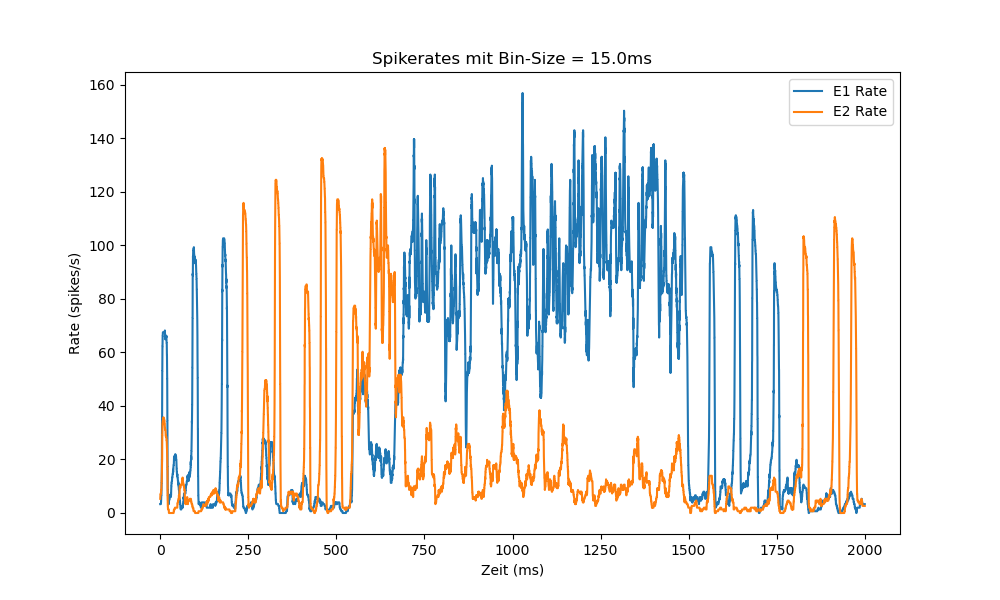 Spikerates mit Bin-Size = 15.0ms
E1 Rate
E2 Rate
Rate (spikes/s)
160
140
120
100
80
60
40
20
0
0 250 500 750 1000 1250 1500 1750 2000
Zeit (ms)